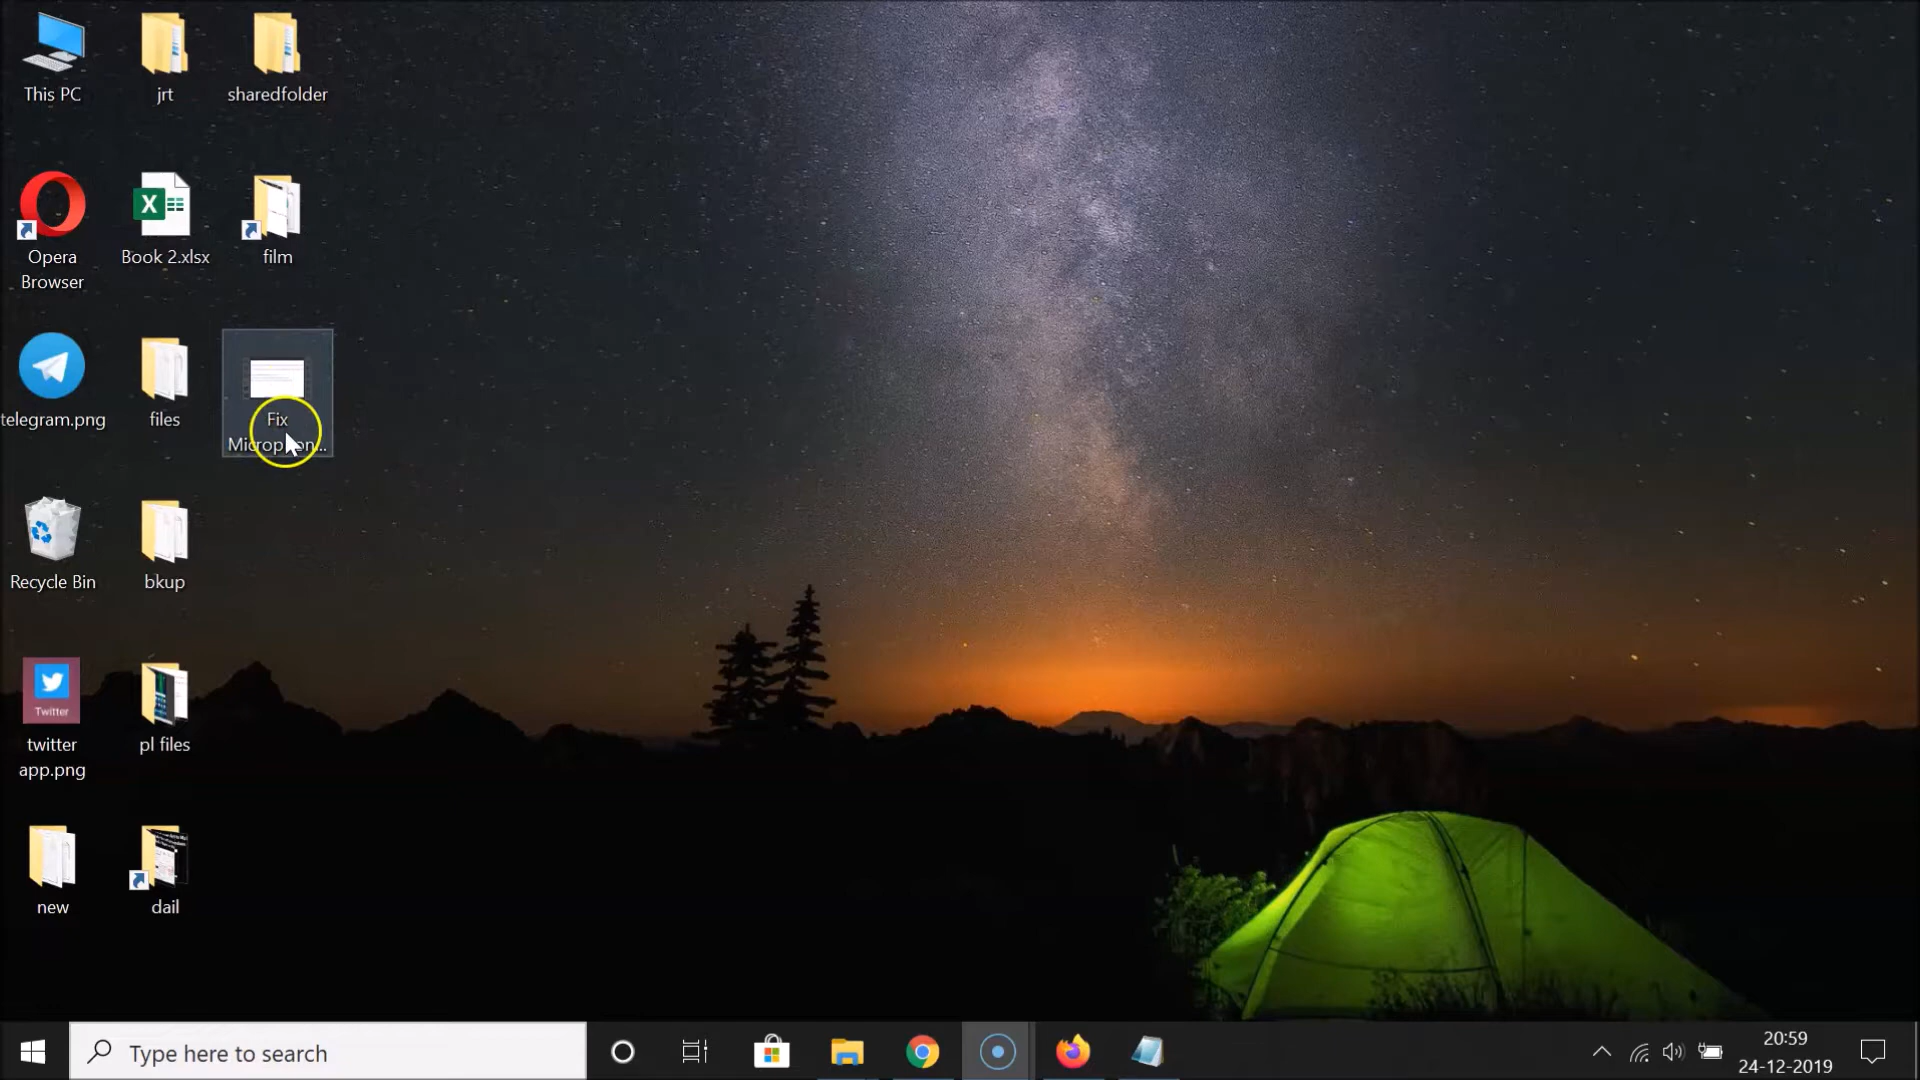 This PC
jrt
sharedfolder
Opera
Browser
Book 2.xlsx
film
telegram.png
files
Fix
Microphon...
Recycle Bin
bkup
Twitter
twitter
app.png
pl files
new
dail
Type here to search
20:59
24-12-2019